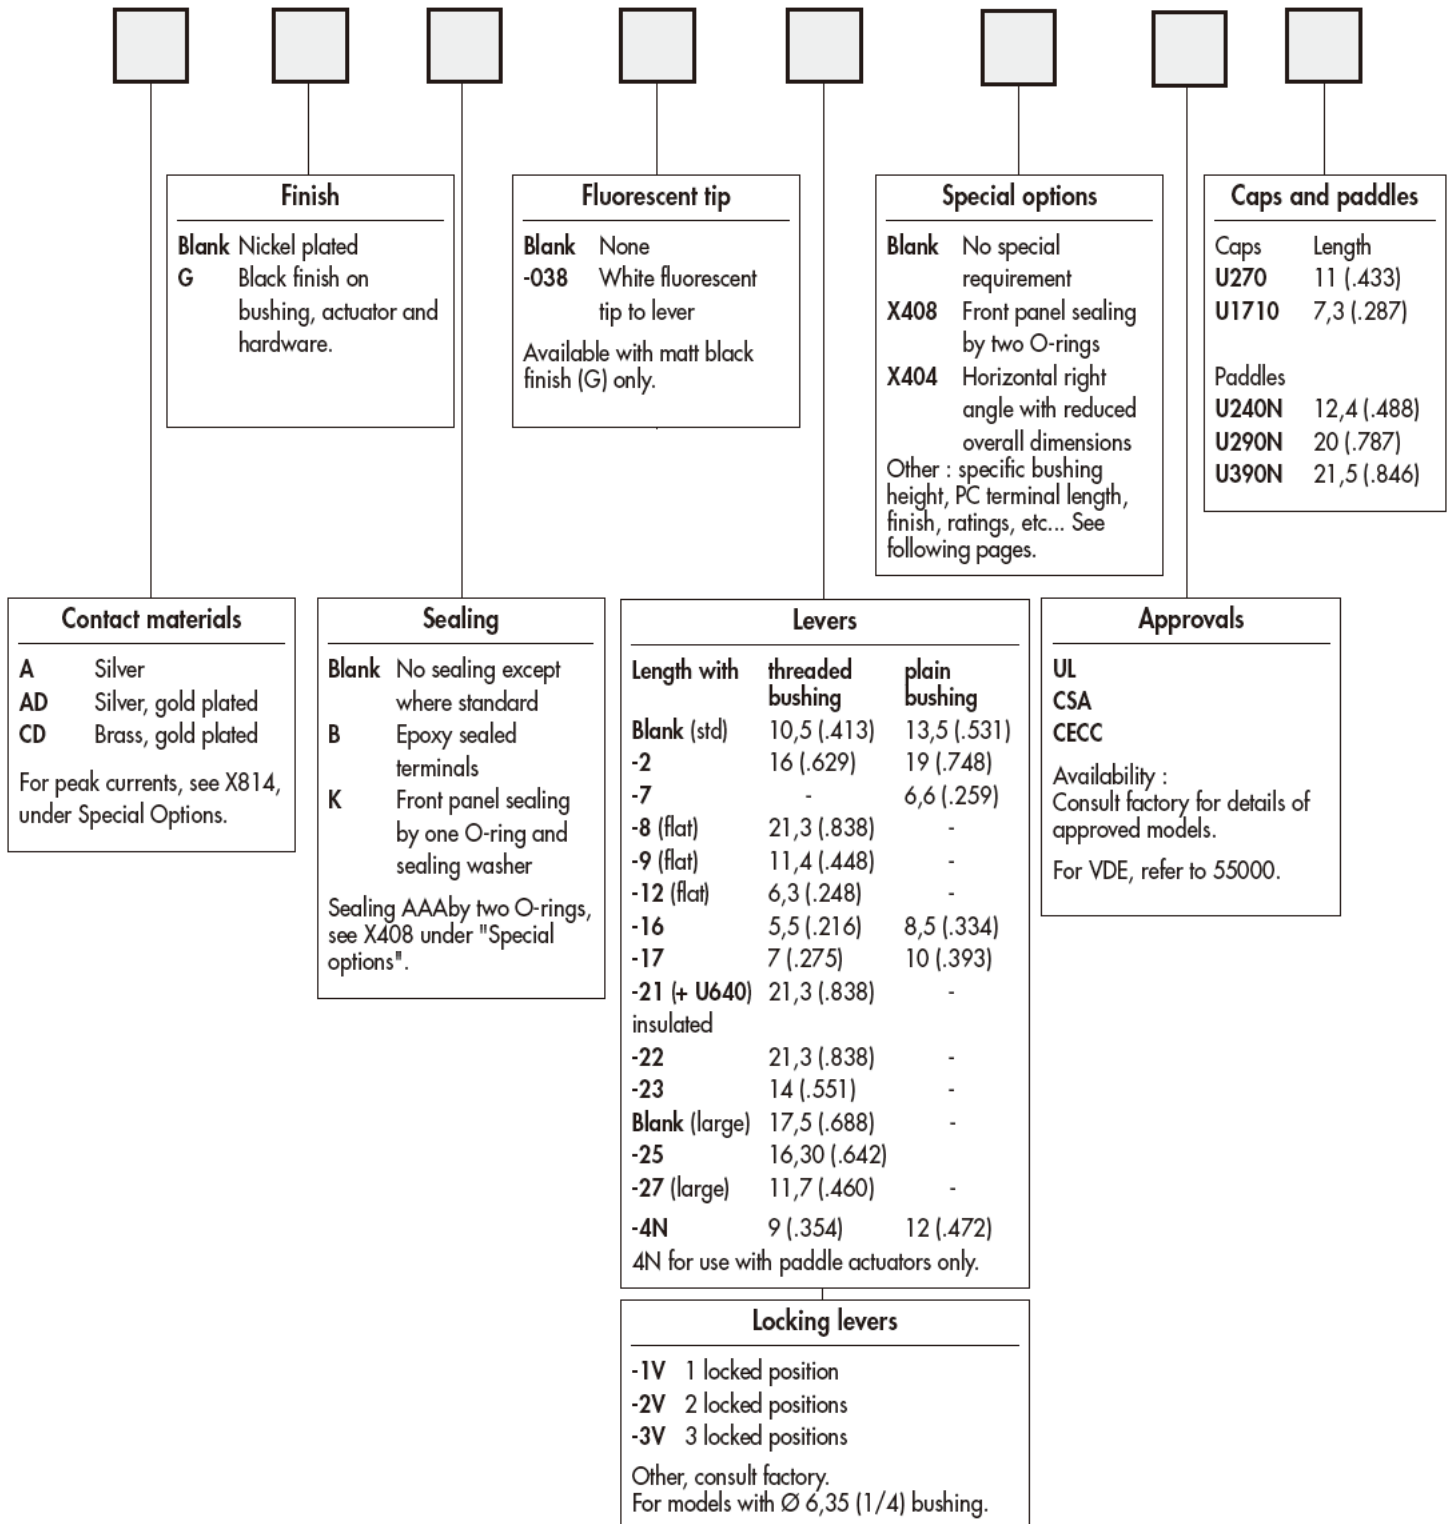 Finish
Blank Nickel plated
G Black finish on
bushing, actuator and
hardware.
Fluorescent tip
Blank None
-038 White fluorescent
tip to lever
Available with matt black
finish (G) only.
Special options
Blank No special
requirement
X408 Front panel sealing
by two O-rings
X404 Horizontal right
angle with reduced
overall dimensions
Other : specific bushing
height, PC terminal length,
finish, ratings, etc... See
following pages.
Caps and paddles
Caps Length
U270 11 (.433)
U1710 7,3 (.287)
Paddles
U240N 12,4 (.488)
U290N 20 (.787)
U390N 21,5 (.846)
Contact materials
A Silver
AD Silver, gold plated
CD Brass, gold plated
For peak currents, see X814,
under Special Options.
Sealing
Blank No sealing except
where standard
B Epoxy sealed
terminals
K Front panel sealing
by one O-ring and
sealing washer
Sealing AAAby two O-rings,
see X408 under "Special
options".
Levers
Length with threaded plain
bushing bushing
Blank (std) 10,5 (.413) 13,5 (.531)
-2 16 (.629) 19 (.748)
-7 - 6,6 (.259)
-8 (flat) 21,3 (.838) -
-9 (flat) 11,4 (.448) -
-12 (flat) 6,3 (.248) -
-16 5,5 (.216) 8,5 (.334)
-17 7 (.275) 10 (.393)
-21 (+ U640) 21,3 (.838) -
insulated
-22 21,3 (.838) -
-23 14 (.551) -
Blank (large) 17,5 (.688) -
-25 16,30 (.642)
-27 (large) 11,7 (.460) -
-4N 9 (.354) 12 (.472)
4N for use with paddle actuators only.
Approvals
UL
CSA
CECC
Availability :
Consult factory for details of
approved models.
For VDE, refer to 55000.
Locking levers
-1V 1 locked position
-2V 2 locked positions
-3V 3 locked positions
Other, consult factory.
For models with Ø 6,35 (1/4) bushing.